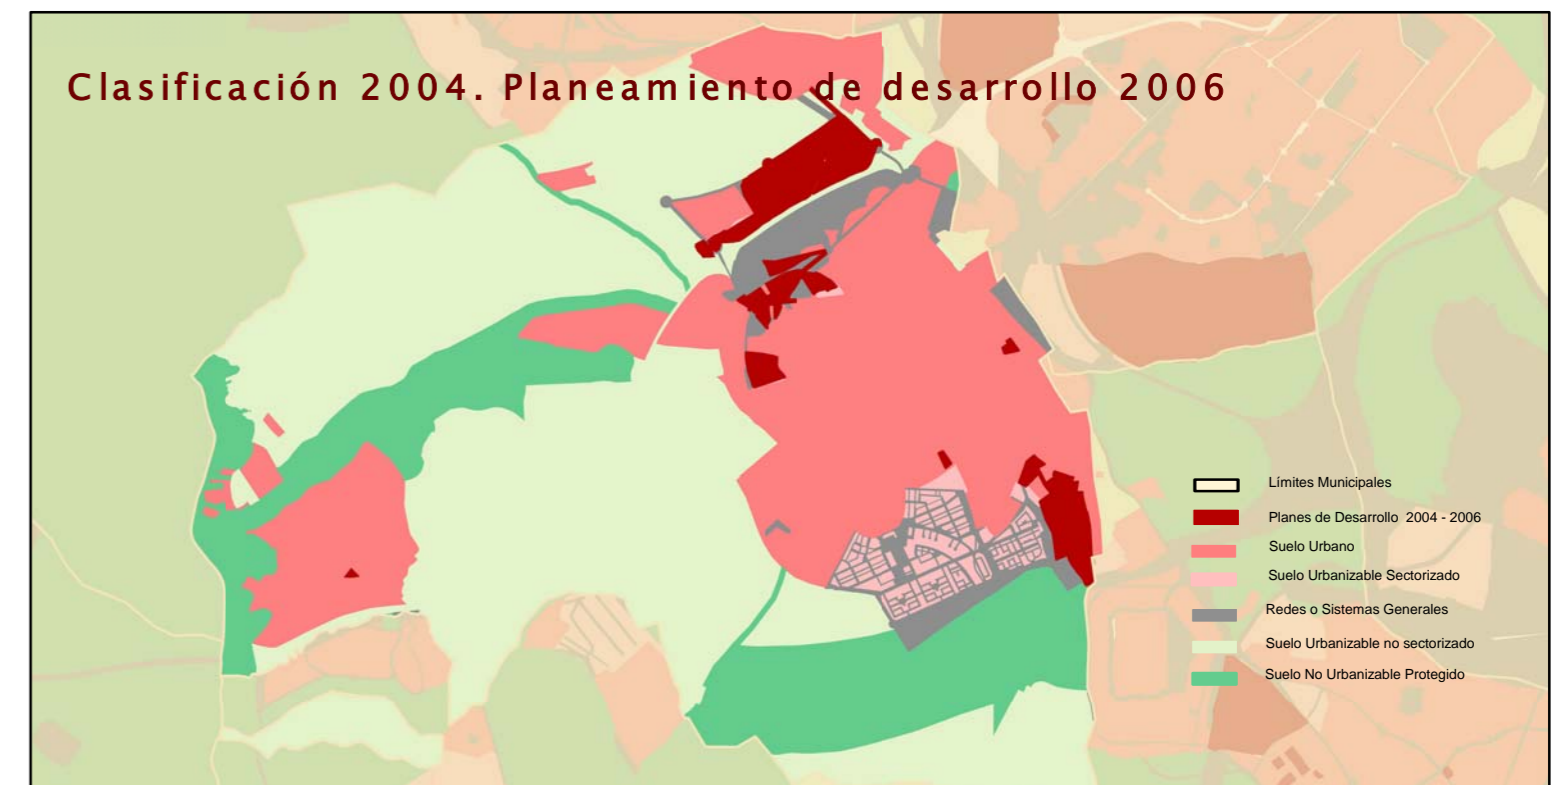 Clasificación 2004. Planeamiento de desarrollo 2006
Límites Municipales
Planes de Desarrollo 2004 - 2006
Suelo Urbano
Suelo Urbanizable Sectorizado
Redes o Sistemas Generales
Suelo Urbanizable no sectorizado
Suelo No Urbanizable Protegido